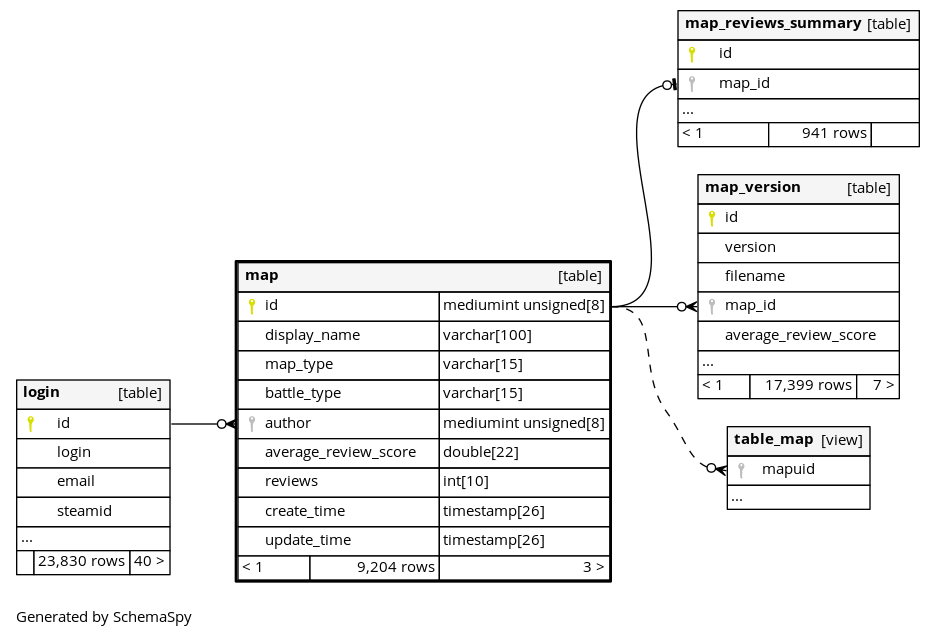 map_reviews_summary [table]
id
map_id
...
< 1 941 rows
map_version [table]
id
version
filename
map_id
average_review_score
...
< 1 17,399 rows 7 >
map [table]
id mediumint unsigned[8]
display_name varchar[100]
map_type varchar[15]
battle_type varchar[15]
author mediumint unsigned[8]
average_review_score double[22]
reviews int[10]
create_time timestamp[26]
update_time timestamp[26]
< 1 9,204 rows 3 >
login [table]
id
login
email
steamid
...
23,830 rows 40 >
table_map [view]
mapuid
...
Generated by SchemaSpy